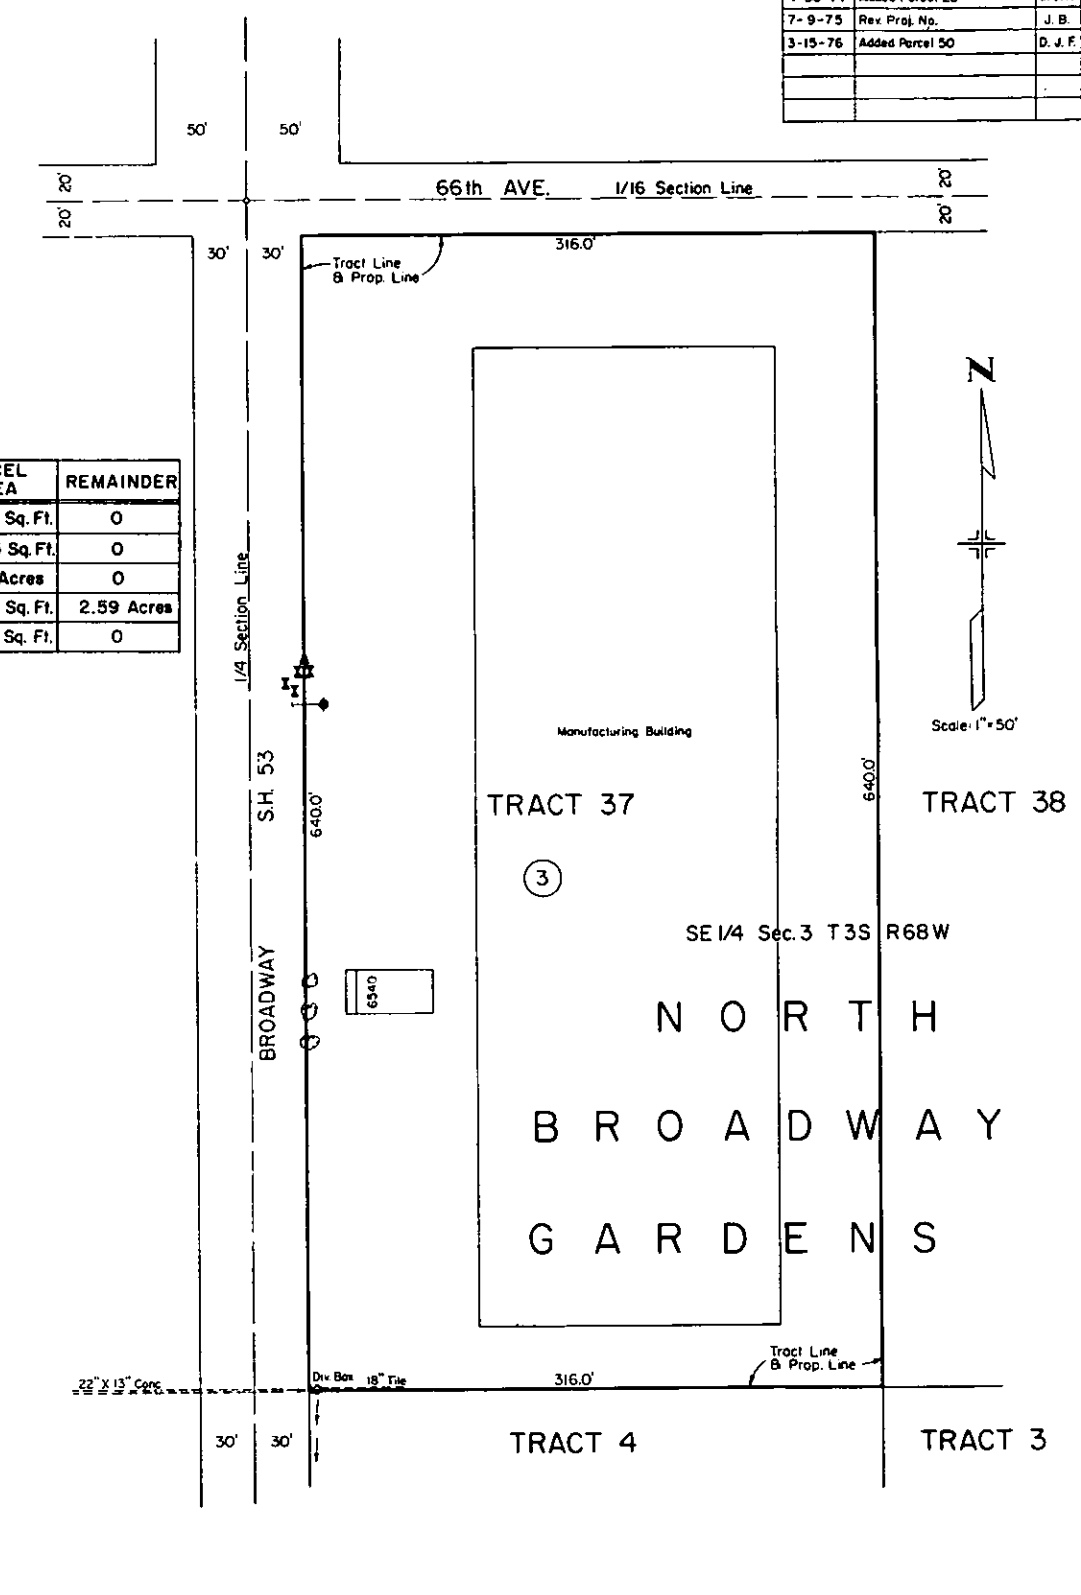 7-9-75 Rev. Proj. No. J. B.
3-15-76 Added Parcel 50 D. J. F.
50' 50'
20' 66th AVE. 1/16 Section Line 20'
20' 20'
30' 30' 316.0'
Tract Line
& Prop. Line
N
REMAINDER
Sq. Ft. 0
Sq. Ft. 0
Acres 0
Sq. Ft. 2.59 Acres
Sq. Ft. 0
1/4 Section Line
Scale: 1"=50'
Manufacturing Building
S.H. 53
640.0'
640.0'
TRACT 37 TRACT 38
3
SE 1/4 Sec. 3 T3S R68W
BROADWAY
6540
NORTH
BROADWAY
GARDENS
Tract Line
& Prop. Line
22" X 13" Conc Div. Box 18" Tile 316.0'
30' 30' TRACT 4 TRACT 3